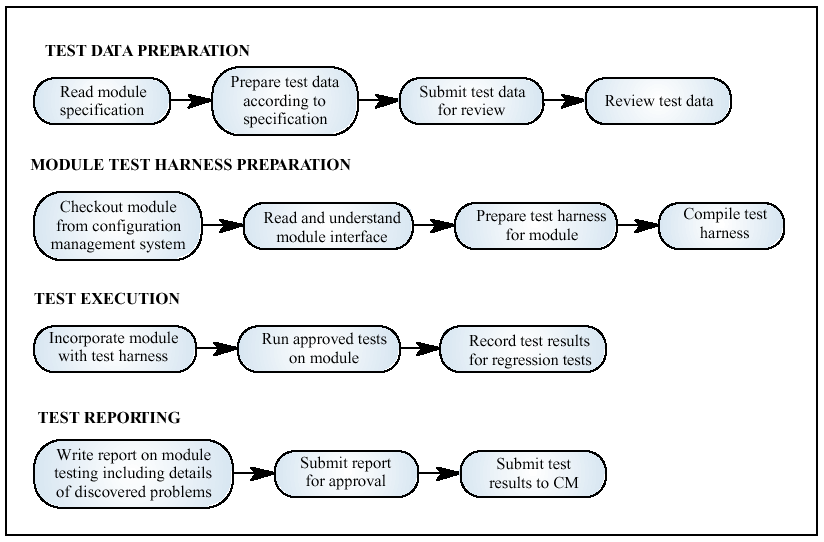 TEST DATA PREPARATION
Read module
specification
Prepare test data
according to
specification
Submit test data
for review
Review test data
MODULE TEST HARNESS PREPARATION
Checkout module
from configuration
management system
Read and understand
module interface
Prepare test harness
for module
Compile test
harness
TEST EXECUTION
Incorporate module
with test harness
Run approved tests
on module
Record test results
for regression tests
TEST REPORTING
Write report on module
testing including details
of discovered problems
Submit report
for approval
Submit test
results to CM